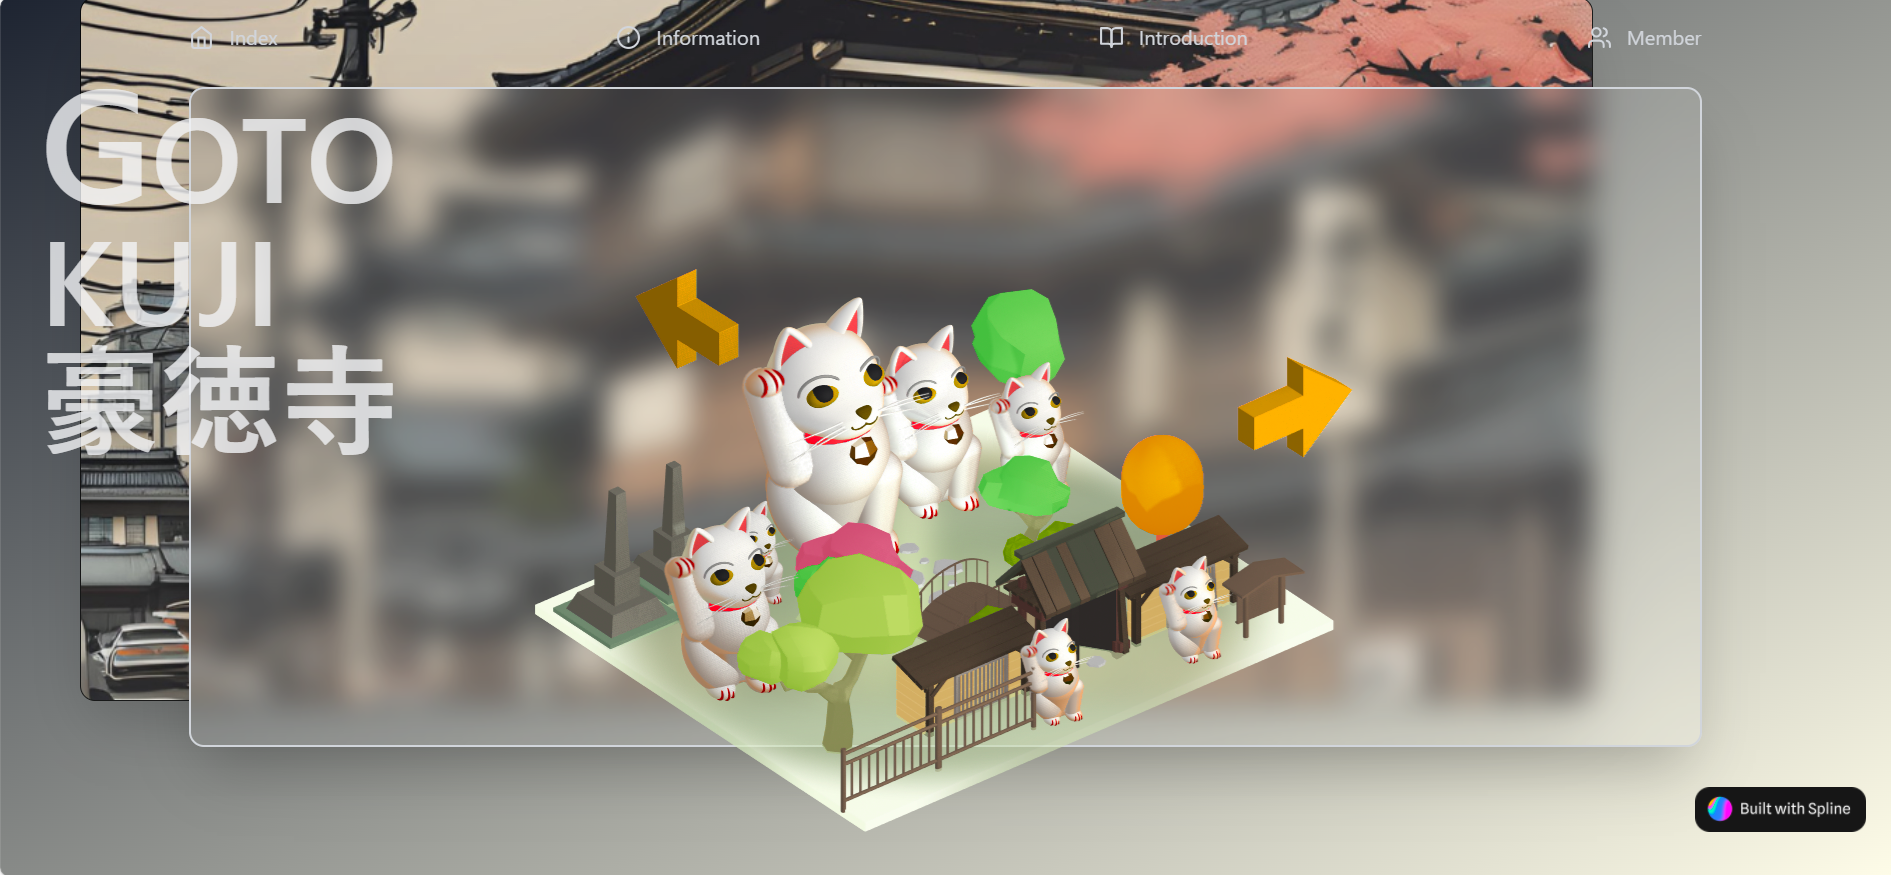 Index
Information
Introduction
Member
GOTO
KUJI
豪徳寺
Built with Spline